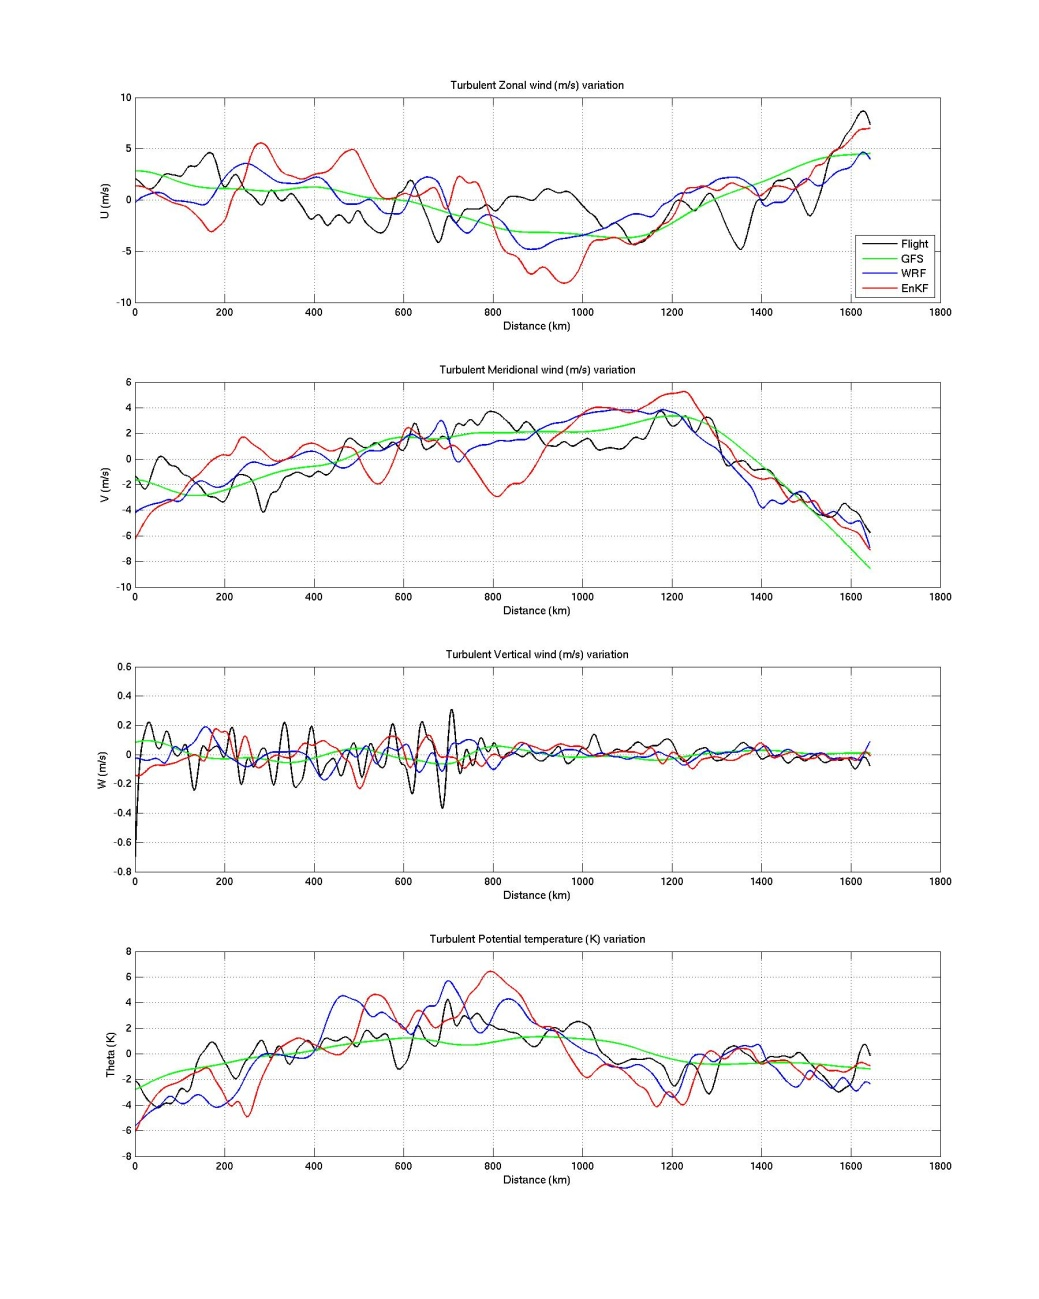 Turbulent Zonal wind (m/s) variation
10
5
0
-5
-10
U (m/s)
Flight
GFS
WRF
EnKF
0 200 400 600 800 1000 1200 1400 1600 1800
Distance (km)
Turbulent Meridional wind (m/s) variation
6
4
2
0
-2
-4
-6
-8
-10
V (m/s)
0 200 400 600 800 1000 1200 1400 1600 1800
Distance (km)
Turbulent Vertical wind (m/s) variation
0.6
0.4
0.2
0
-0.2
-0.4
-0.6
-0.8
W (m/s)
0 200 400 600 800 1000 1200 1400 1600 1800
Distance (km)
Turbulent Potential temperature (K) variation
8
6
4
2
0
-2
-4
-6
-8
Theta (K)
0 200 400 600 800 1000 1200 1400 1600 1800
Distance (km)